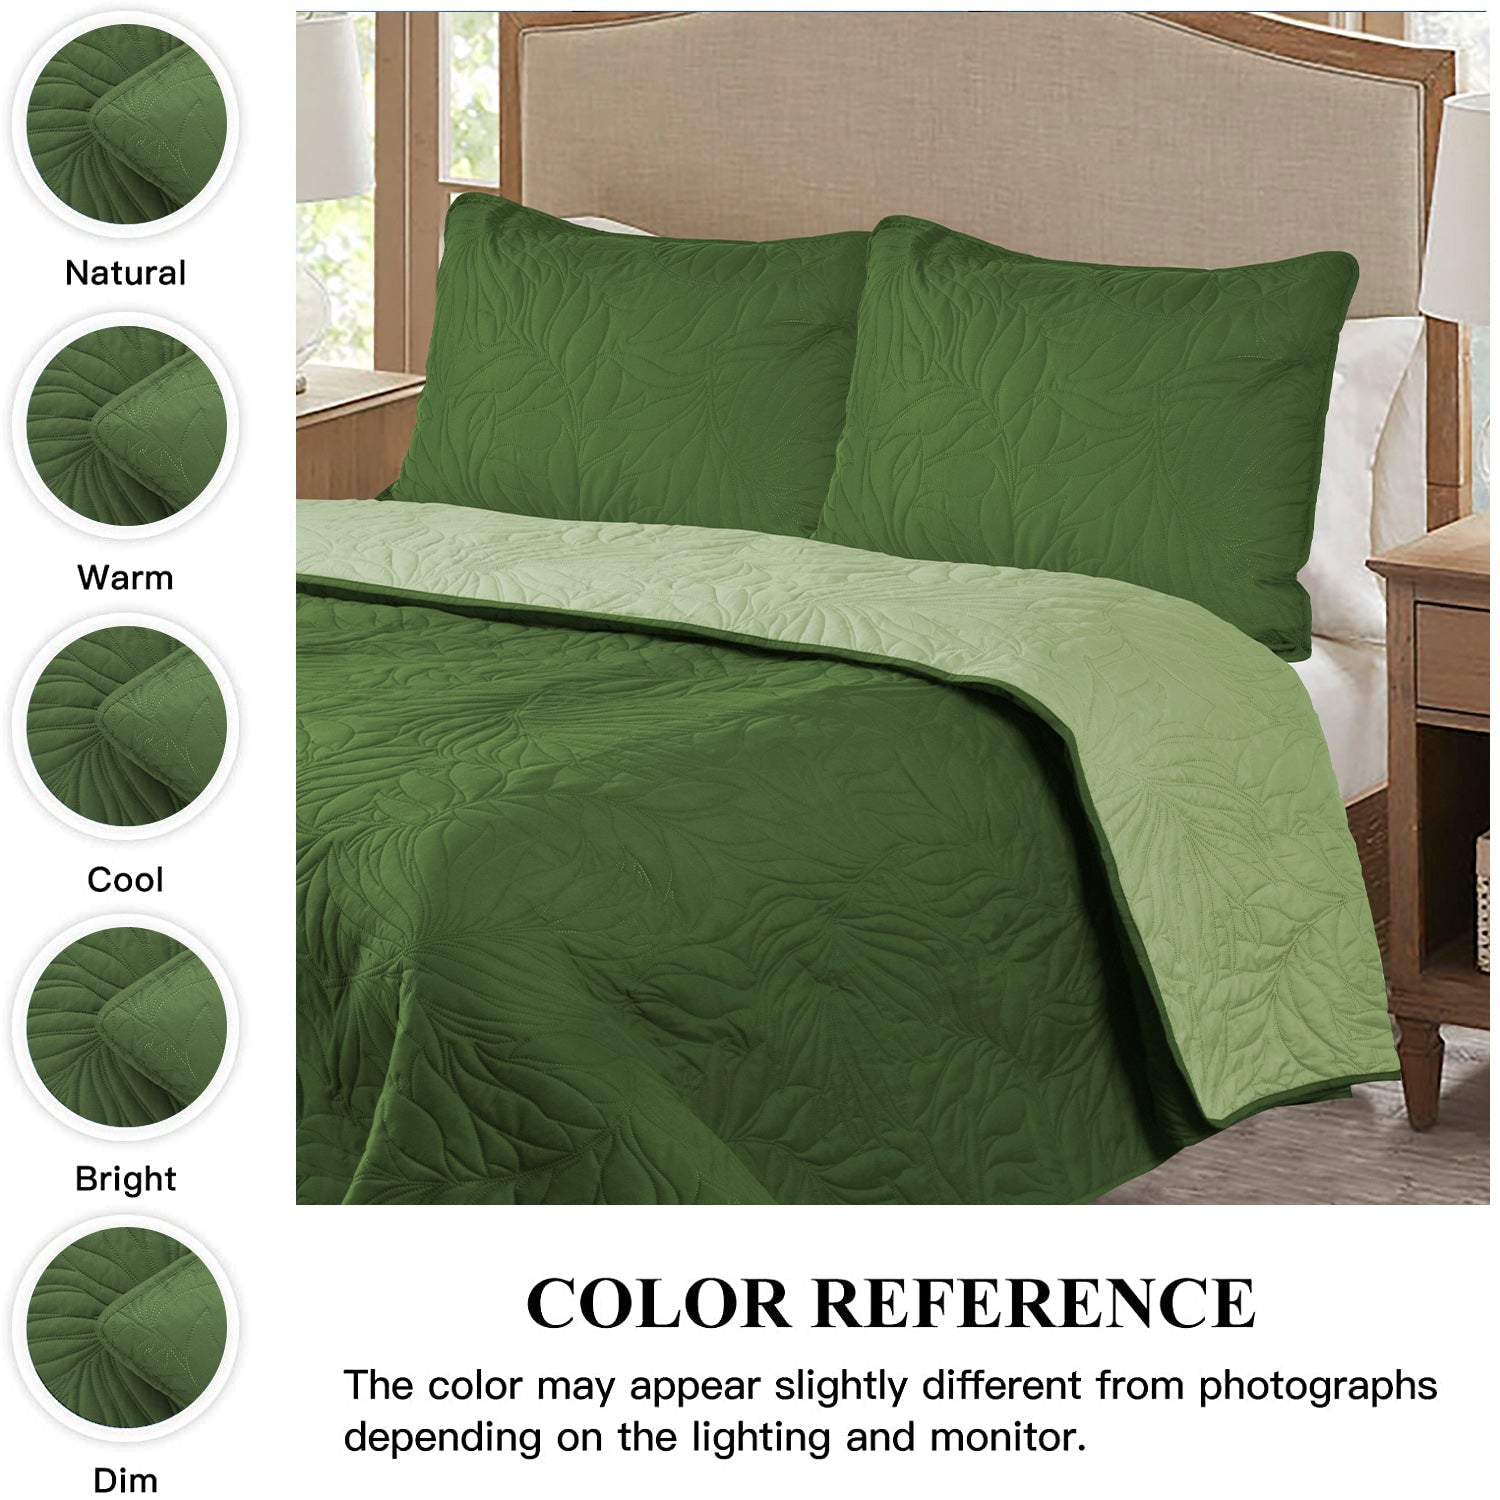 Natural
Warm
Cool
Bright
Dim
COLOR REFERENCE
The color may appear slightly different from photographs
depending on the lighting and monitor.